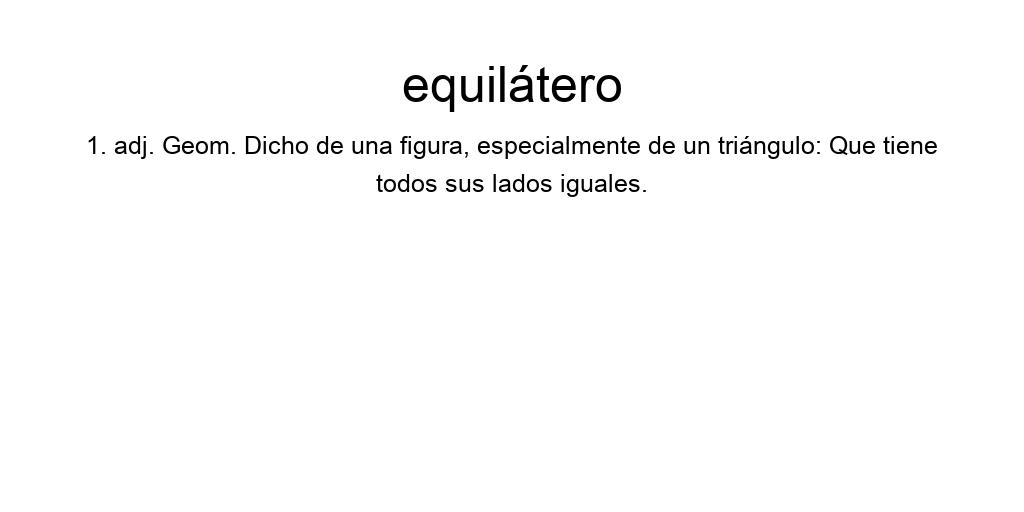 equilátero
1. adj. Geom. Dicho de una figura, especialmente de un triángulo: Que tiene
todos sus lados iguales.